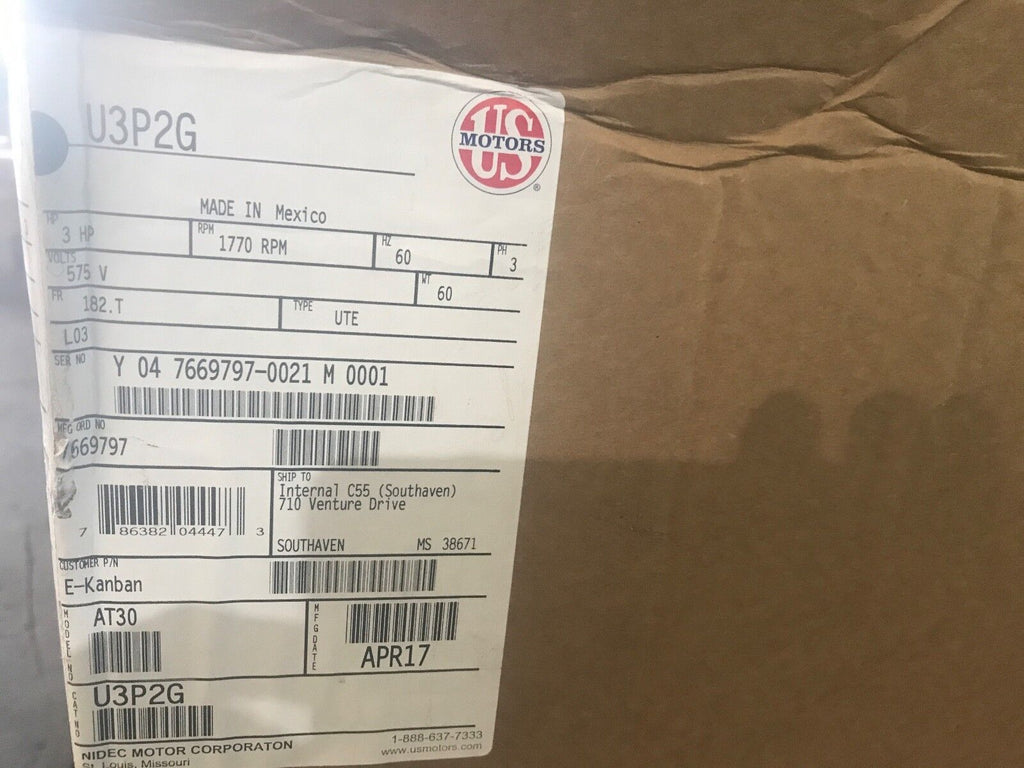 U3P2G
US
MOTORS
®
MADE IN Mexico
HP
3 HP
RPM
1770 RPM
HZ
60
PH
3
VOLTS
575 V
WT
60
FR
182.T
TYPE
UTE
L03
SER NO
Y 04 7669797-0021 M 0001
MFG ORD NO
7669797
7 86382 04447 3
SHIP TO
Internal C55 (Southaven)
710 Venture Drive
SOUTHAVEN MS 38671
CUSTOMER P/N
E-Kanban
MODEL NO
AT30
MFG DATE
APR17
CAT NO
U3P2G
NIDEC MOTOR CORPORATON
St. Louis, Missouri
1-888-637-7333
www.usmotors.com